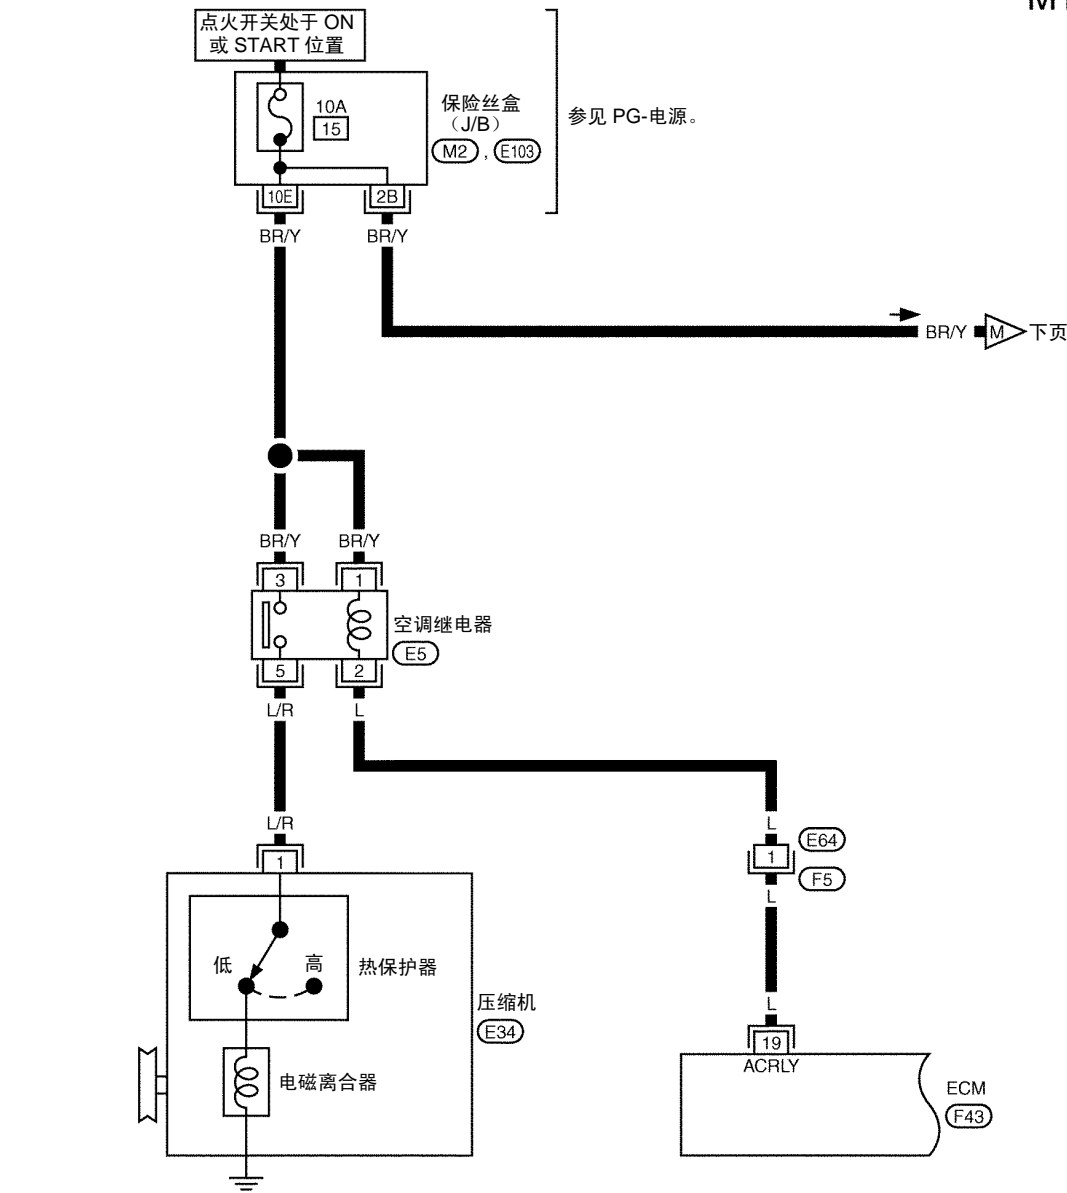 点火开关处于 ON
或 START 位置
10A
15
保险丝盒
（J/B）
M2 , E103
参见 PG-电源。
10E
2B
BR/Y
BR/Y
BR/Y
M
下页
BR/Y
BR/Y
3
1
空调继电器
E5
5
2
L/R
L
L/R
L
E64
1
1
F5
L
低
高
热保护器
L
压缩机
E34
19
ACRLY
电磁离合器
ECM
F43